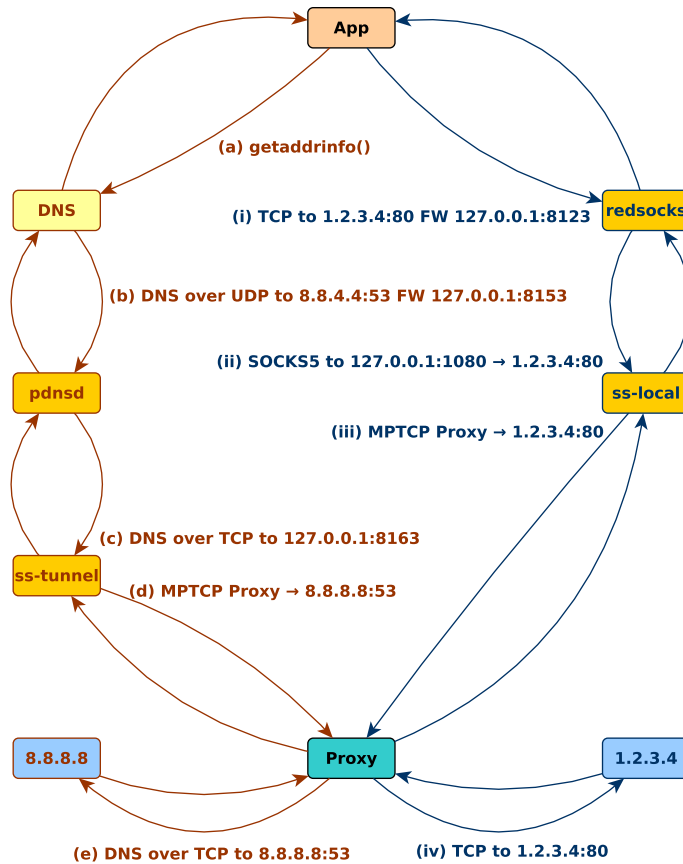 App
(a) getaddrinfo()
DNS
(i) TCP to 1.2.3.4:80 FW 127.0.0.1:8123
redsocks
(b) DNS over UDP to 8.8.4.4:53 FW 127.0.0.1:8153
(ii) SOCKS5 to 127.0.0.1:1080 → 1.2.3.4:80
pdnsd
ss-local
(iii) MPTCP Proxy → 1.2.3.4:80
(c) DNS over TCP to 127.0.0.1:8163
ss-tunnel
(d) MPTCP Proxy → 8.8.8.8:53
8.8.8.8
Proxy
1.2.3.4
(e) DNS over TCP to 8.8.8.8:53
(iv) TCP to 1.2.3.4:80